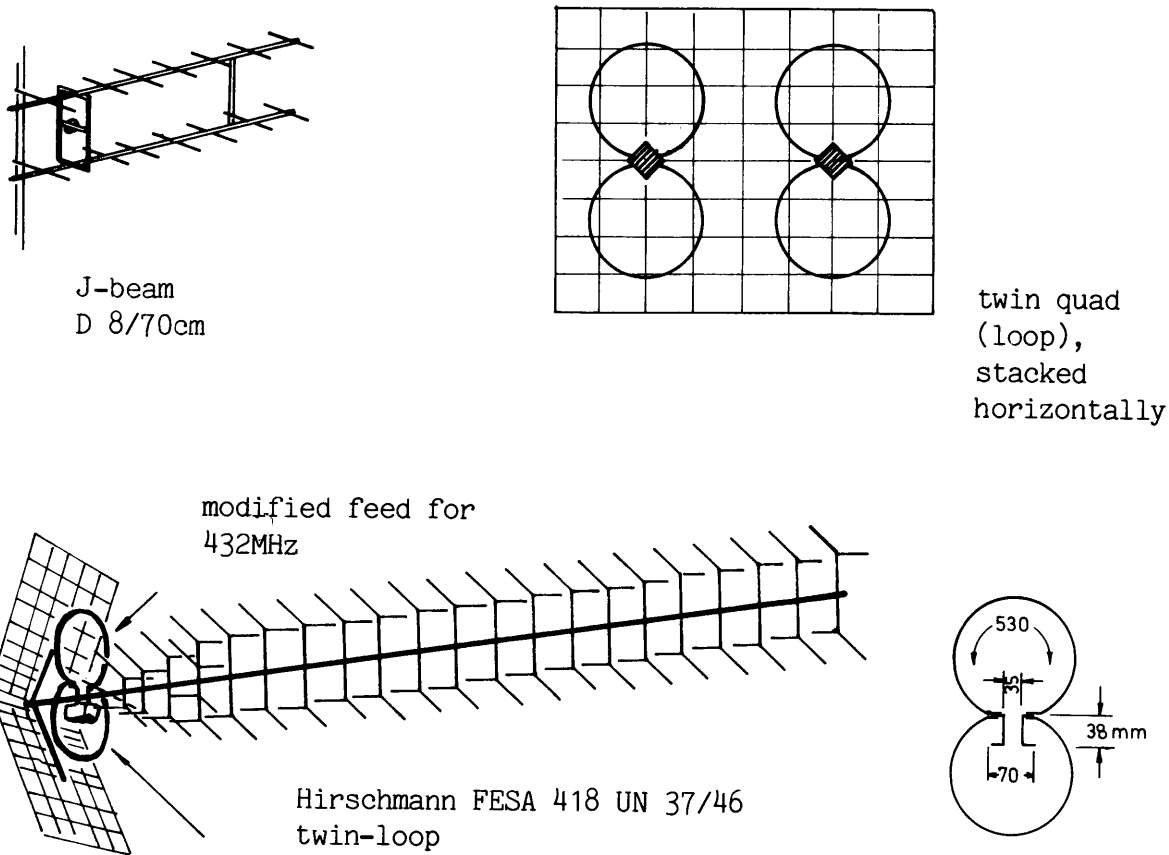 J-beam
D 8/70cm
twin quad
(loop),
stacked
horizontally
modified feed for
432MHz
Hirschmann FESA 418 UN 37/46
twin-loop
530
35
38mm
70